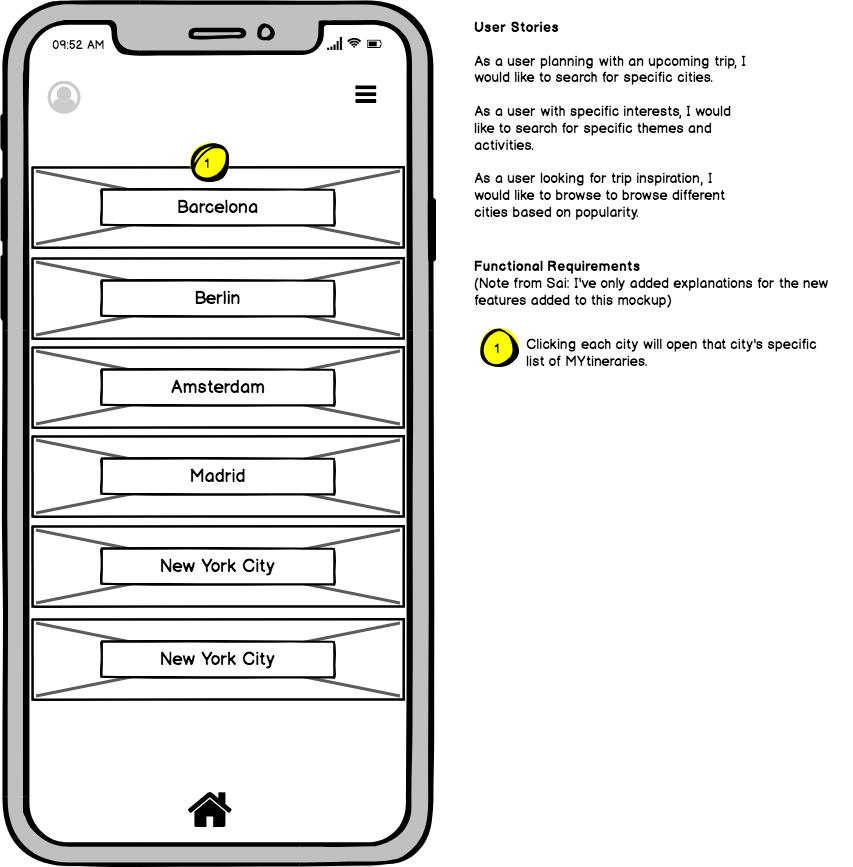 09:52 AM
1
Barcelona
Berlin
Amsterdam
Madrid
New York City
New York City
User Stories
As a user planning with an upcoming trip, I
would like to search for specific cities.
As a user with specific interests, I would
like to search for specific themes and
activities.
As a user looking for trip inspiration, I
would like to browse to browse different
cities based on popularity.
Functional Requirements
(Note from Sai: I've only added explanations for the new
features added to this mockup)
1
Clicking each city will open that city's specific
list of MYtineraries.